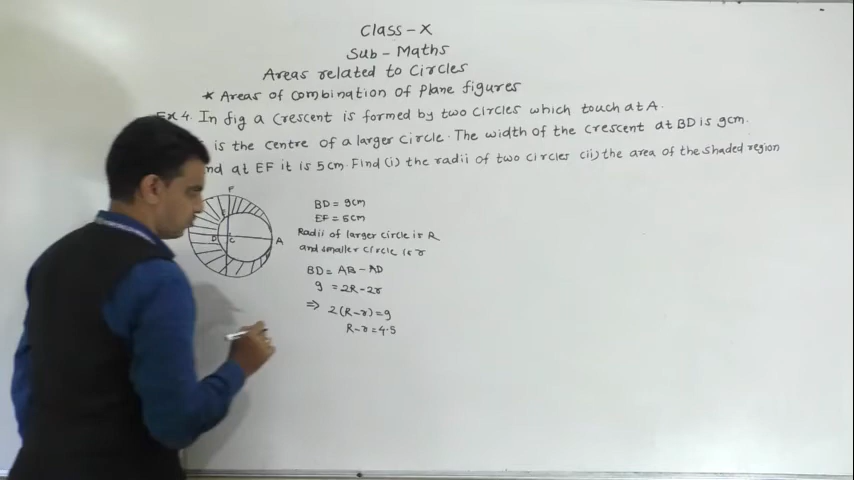 Class - X
Sub - Maths
Areas related to Circles
* Areas of combination of Plane figures
Ex 4. In fig a Crescent is formed by two circles which touch at A.
is the centre of a larger circle. The width of the crescent at BD is 9cm.
nd at EF it is 5cm. Find (i) the radii of two circles (ii) the area of the shaded region
F
E
D C A
BD = 9cm
EF = 5cm
Radii of larger circle is R
and smaller circle is r
BD = AB - AD
9 = 2R - 2r
⇒ 2(R-r) = 9
R-r = 4.5